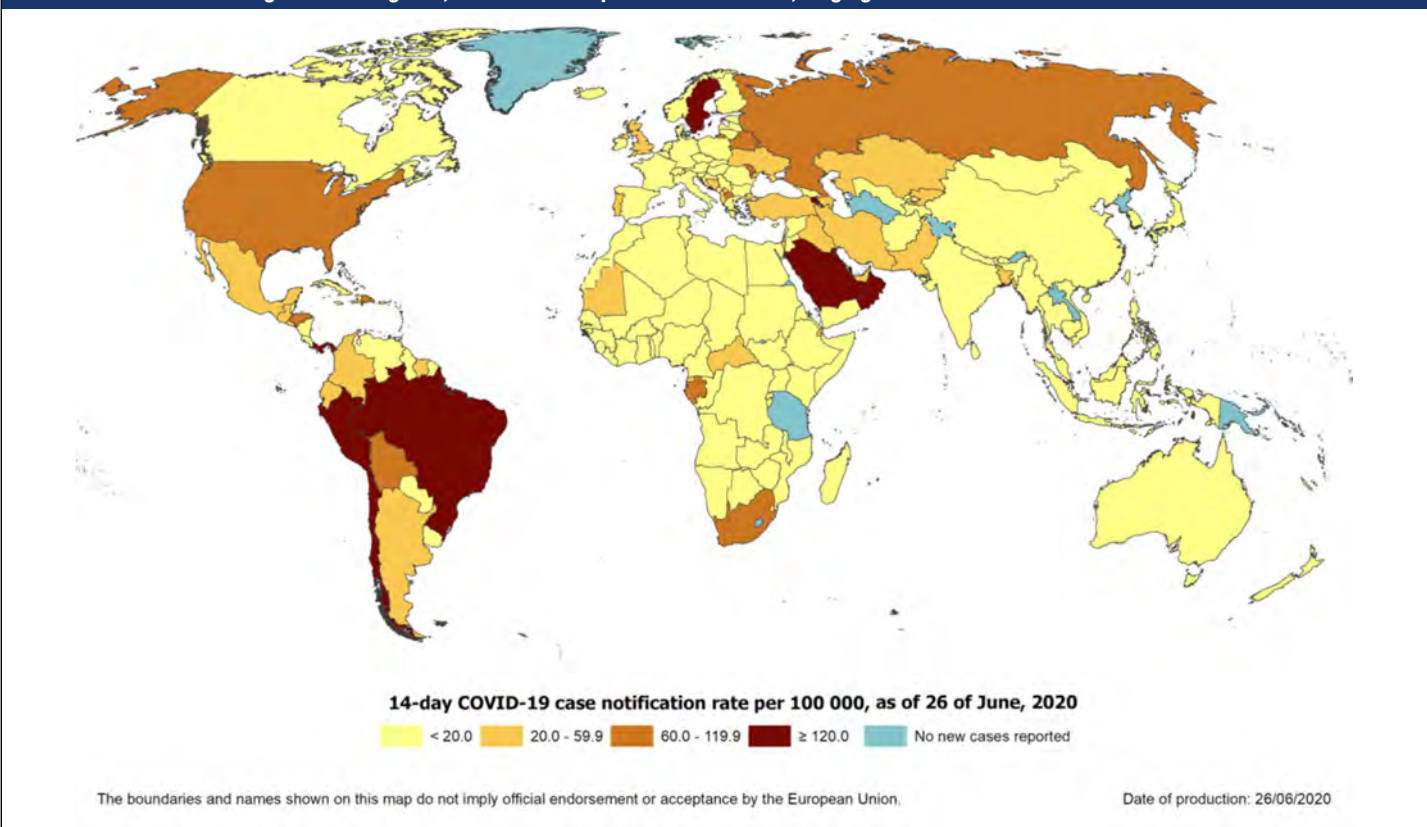 14-day COVID-19 case notification rate per 100 000, as of 26 of June, 2020
< 20.0 20.0 - 59.9 60.0 - 119.9 ≥ 120.0 No new cases reported
The boundaries and names shown on this map do not imply official endorsement or acceptance by the European Union. Date of production: 26/06/2020